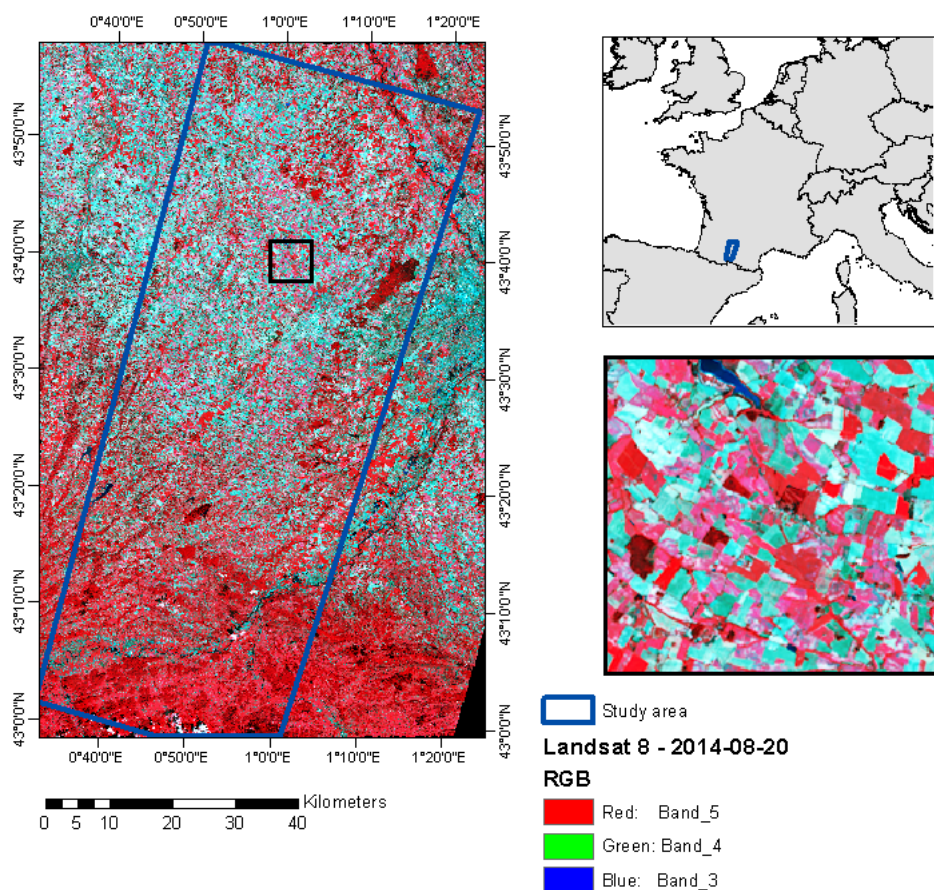 0°50'0"E 1°0'0"E 1°10'0"E 1°20'0"E
43°50'0"N
43°40'0"N
43°30'0"N
43°20'0"N
43°10'0"N
43°0'0"N
43°50'0"N
43°40'0"N
43°30'0"N
43°20'0"N
43°10'0"N
43°0'0"N
0°40'0"E 0°50'0"E 1°0'0"E 1°10'0"E 1°20'0"E
Kilometers
0 5 10 20 30 40
Study area
Landsat 8 - 2014-08-20
RGB
Red: Band_5
Green: Band_4
Blue: Band_3